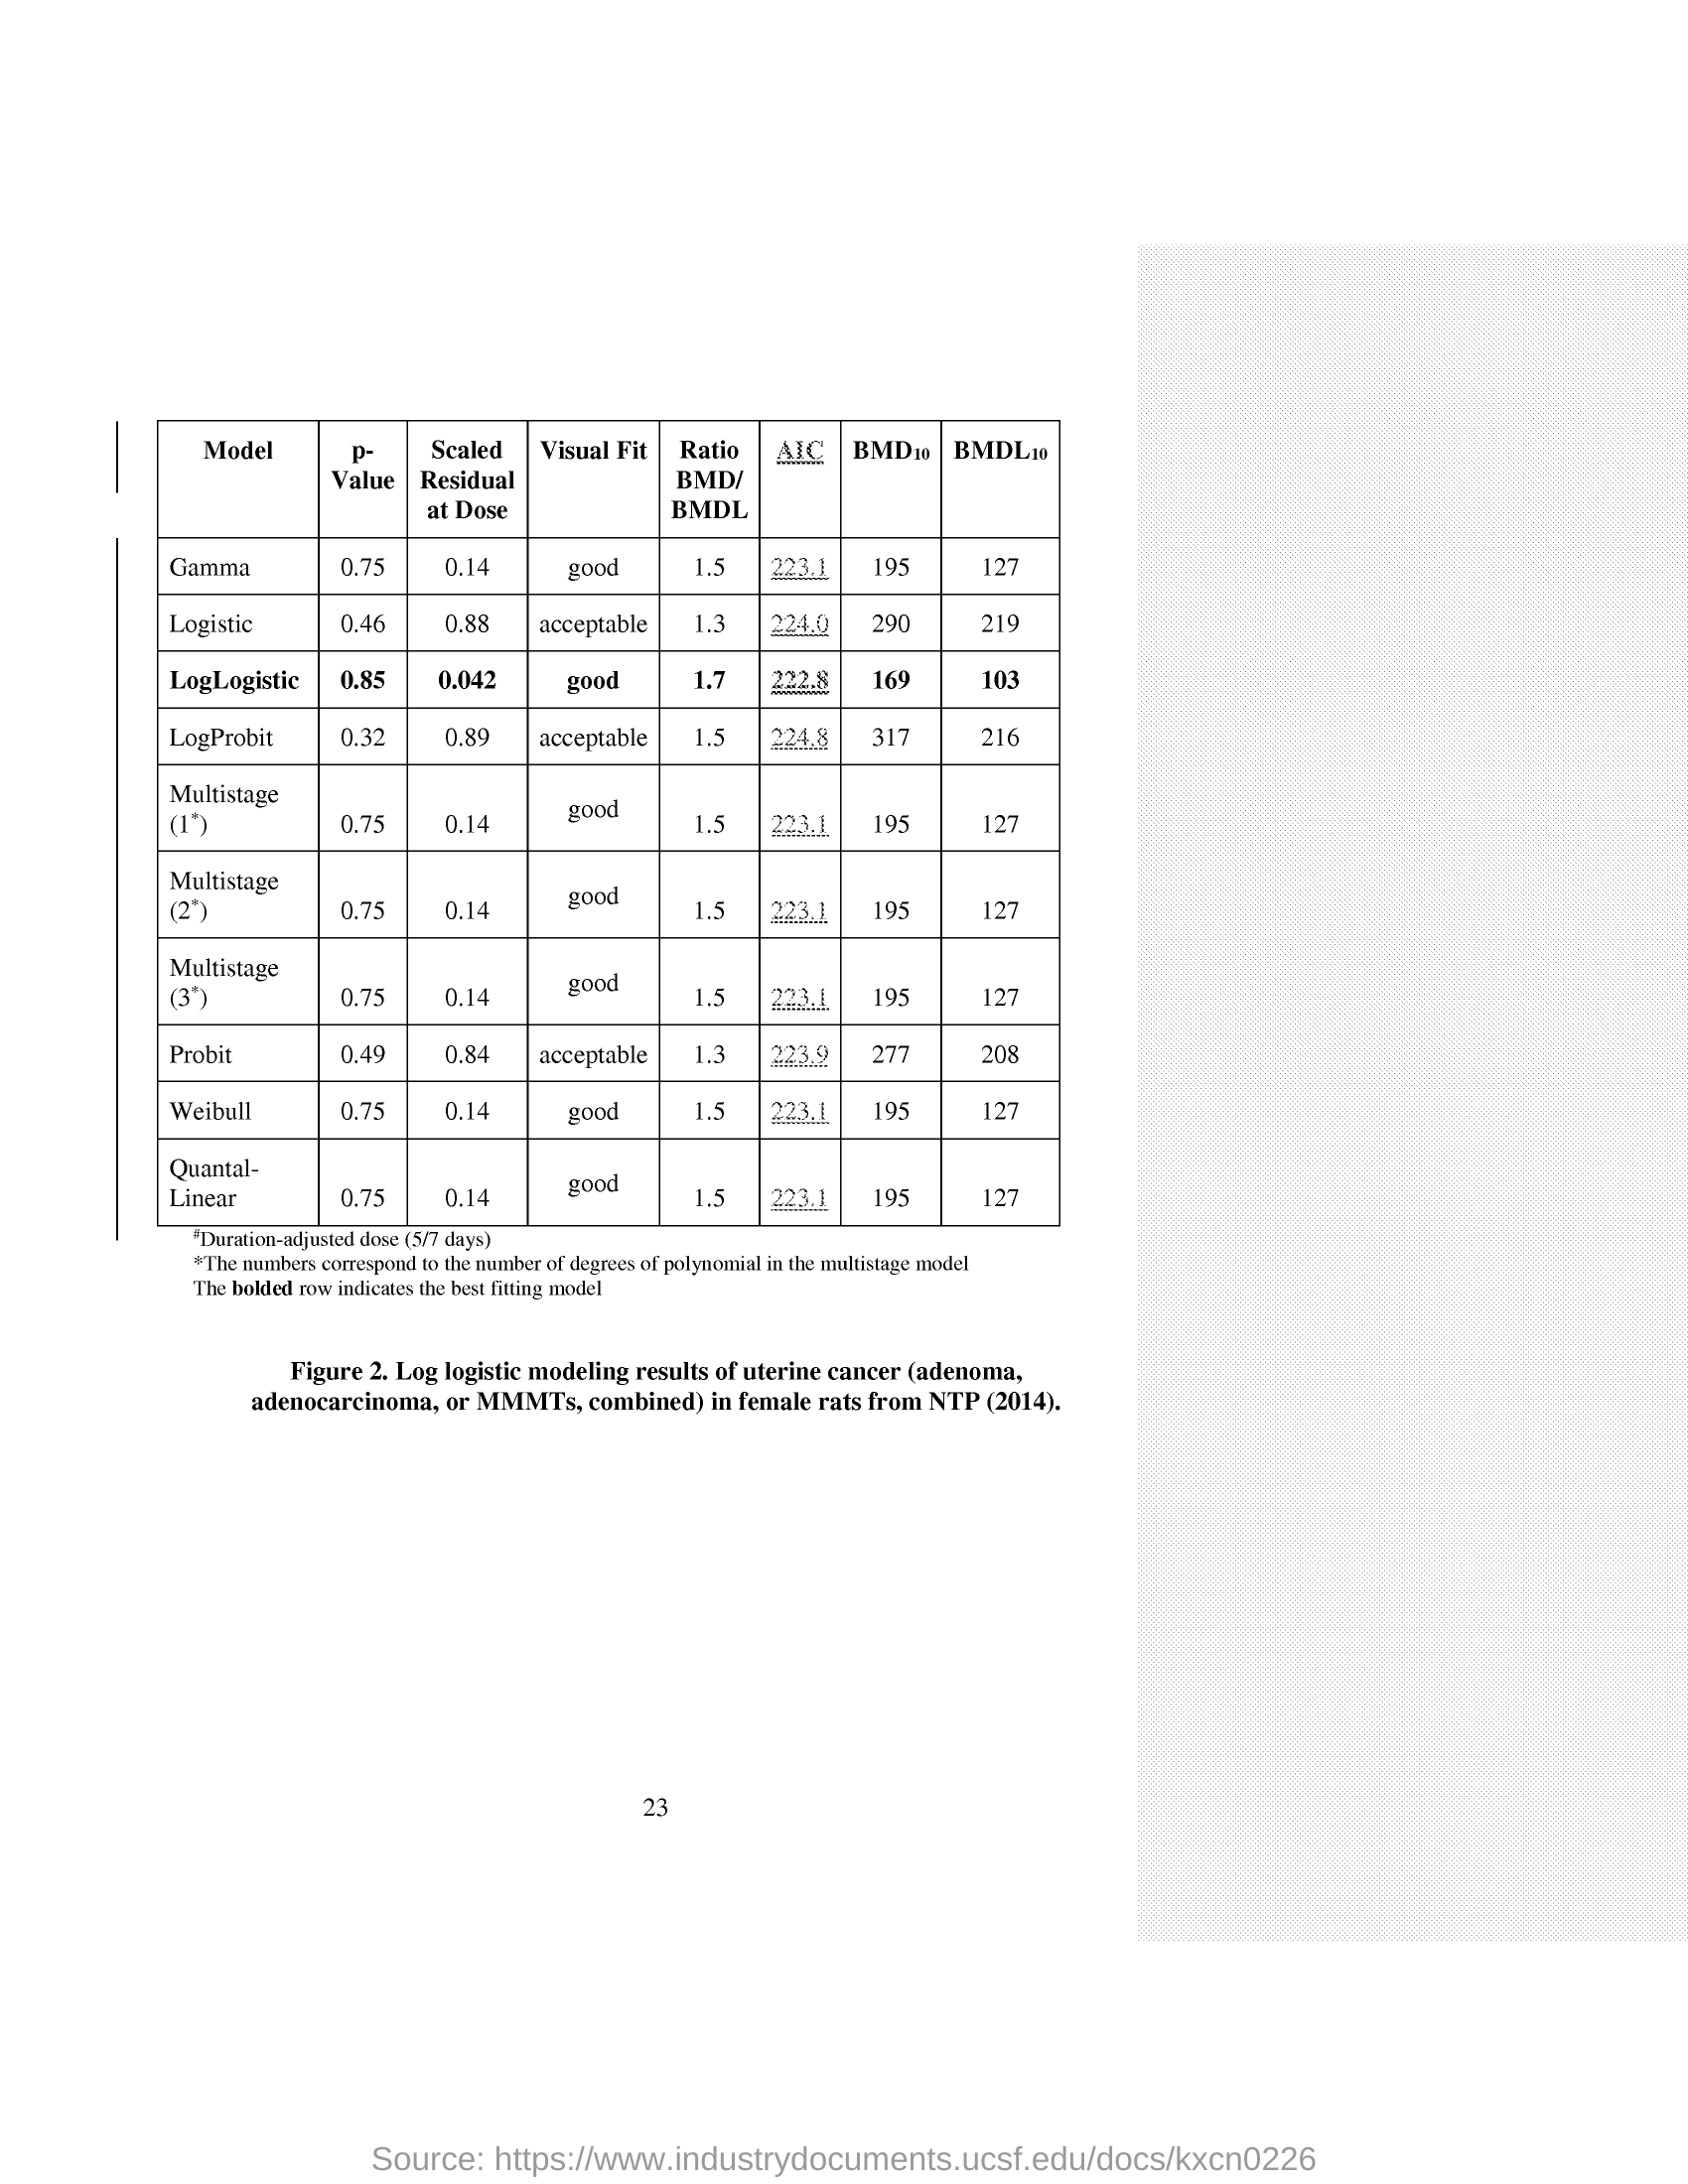 Model p- Scaled Visual Fit Ratio AIC BMD10 BMDL10
Value Residual BMD/
at Dose BMDL
Gamma 0.75 0.14 good 1.5 223.1 195 127
Logistic 0.46 0.88 acceptable 1.3 224.0 290 219
LogLogistic 0.85 0.042 good 1.7 222.8 169 103
LogProbit 0.32 0.89 acceptable 1.5 224.8 317 216
Multistage
(1*) 0.75 0.14 good 1.5 223.1 195 127
Multistage
(2*) 0.75 0.14 good 1.5 223.1 195 127
Multistage
(3*) 0.75 0.14 good 1.5 223.1 195 127
Probit 0.49 0.84 acceptable 1.3 223.9 277 208
Weibull 0.75 0.14 good 1.5 223.1 195 127
Quantal-
Linear 0.75 0.14 good 1.5 223.1 195 127
#Duration-adjusted dose (5/7 days)
*The numbers correspond to the number of degrees of polynomial in the multistage model
The bolded row indicates the best fitting model
Figure 2. Log logistic modeling results of uterine cancer (adenoma,
adenocarcinoma, or MMMTs, combined) in female rats from NTP (2014).
23
Source: https://www.industrydocuments.ucsf.edu/docs/kxcn0226